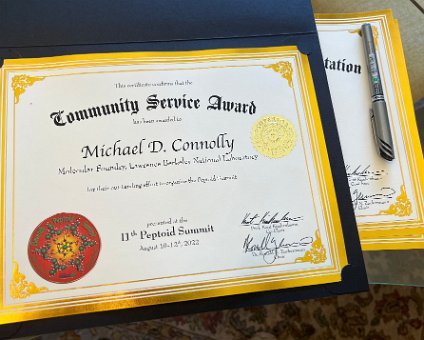 This certificate confirms that the
Community Service Award
has been awarded to
Michael D. Connolly
Molecular Foundry, Lawrence Berkeley National Laboratory
for their outstanding effort to organize the Peptoid Summit
presented at the
11th Peptoid Summit
August 10-12, 2022
Chair
tation